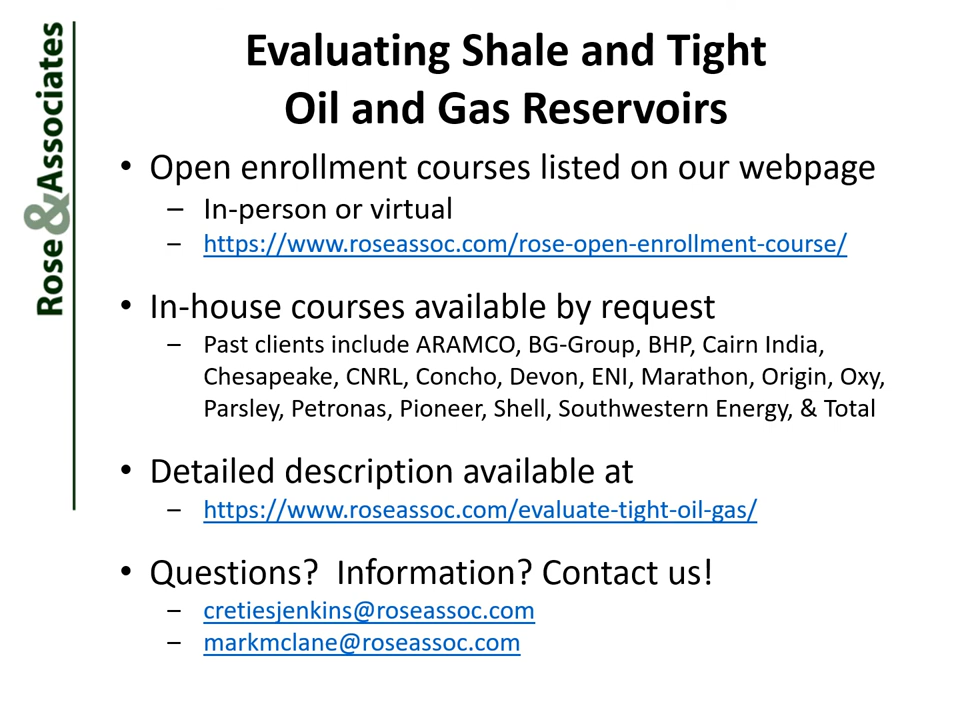 Rose & Associates
Evaluating Shale and Tight
Oil and Gas Reservoirs
• Open enrollment courses listed on our webpage
– In-person or virtual
– https://www.roseassoc.com/rose-open-enrollment-course/
• In-house courses available by request
– Past clients include ARAMCO, BG-Group, BHP, Cairn India,
Chesapeake, CNRL, Concho, Devon, ENI, Marathon, Origin, Oxy,
Parsley, Petronas, Pioneer, Shell, Southwestern Energy, & Total
• Detailed description available at
– https://www.roseassoc.com/evaluate-tight-oil-gas/
• Questions?  Information? Contact us!
– cretiesjenkins@roseassoc.com
– markmclane@roseassoc.com